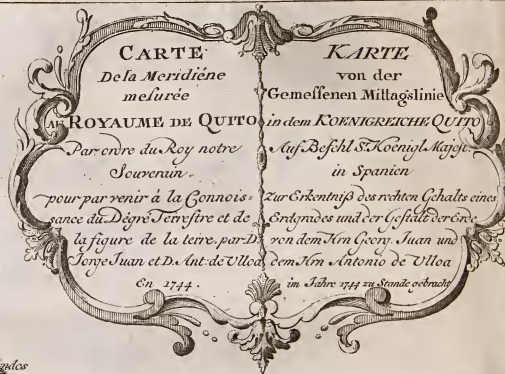 CARTE
De la Meridiéne
mesurée
AU ROYAUME DE QUITO
Par ordre du Roy notre
Souverain.
pour parvenir á la Connois=
sance du Dègré Terrestre et de
la figure de la terre. par D.
Jorge Juan et D. Ant: de Ulloa
En 1744.
KARTE
von der
Gemessenen Mittagslinie
in dem KOENIGREICHE QUITO
Auf Befehl Sr. Koenigl Majest.
in Spanien
zur Erkentniß des rechten Gehalts eines
Erdgrades und der Gestalt der Erde
von dem Hrn Georg. Juan und
dem Hrn Antonio de Ulloa
im Jahre 1744 zu Stande gebracht